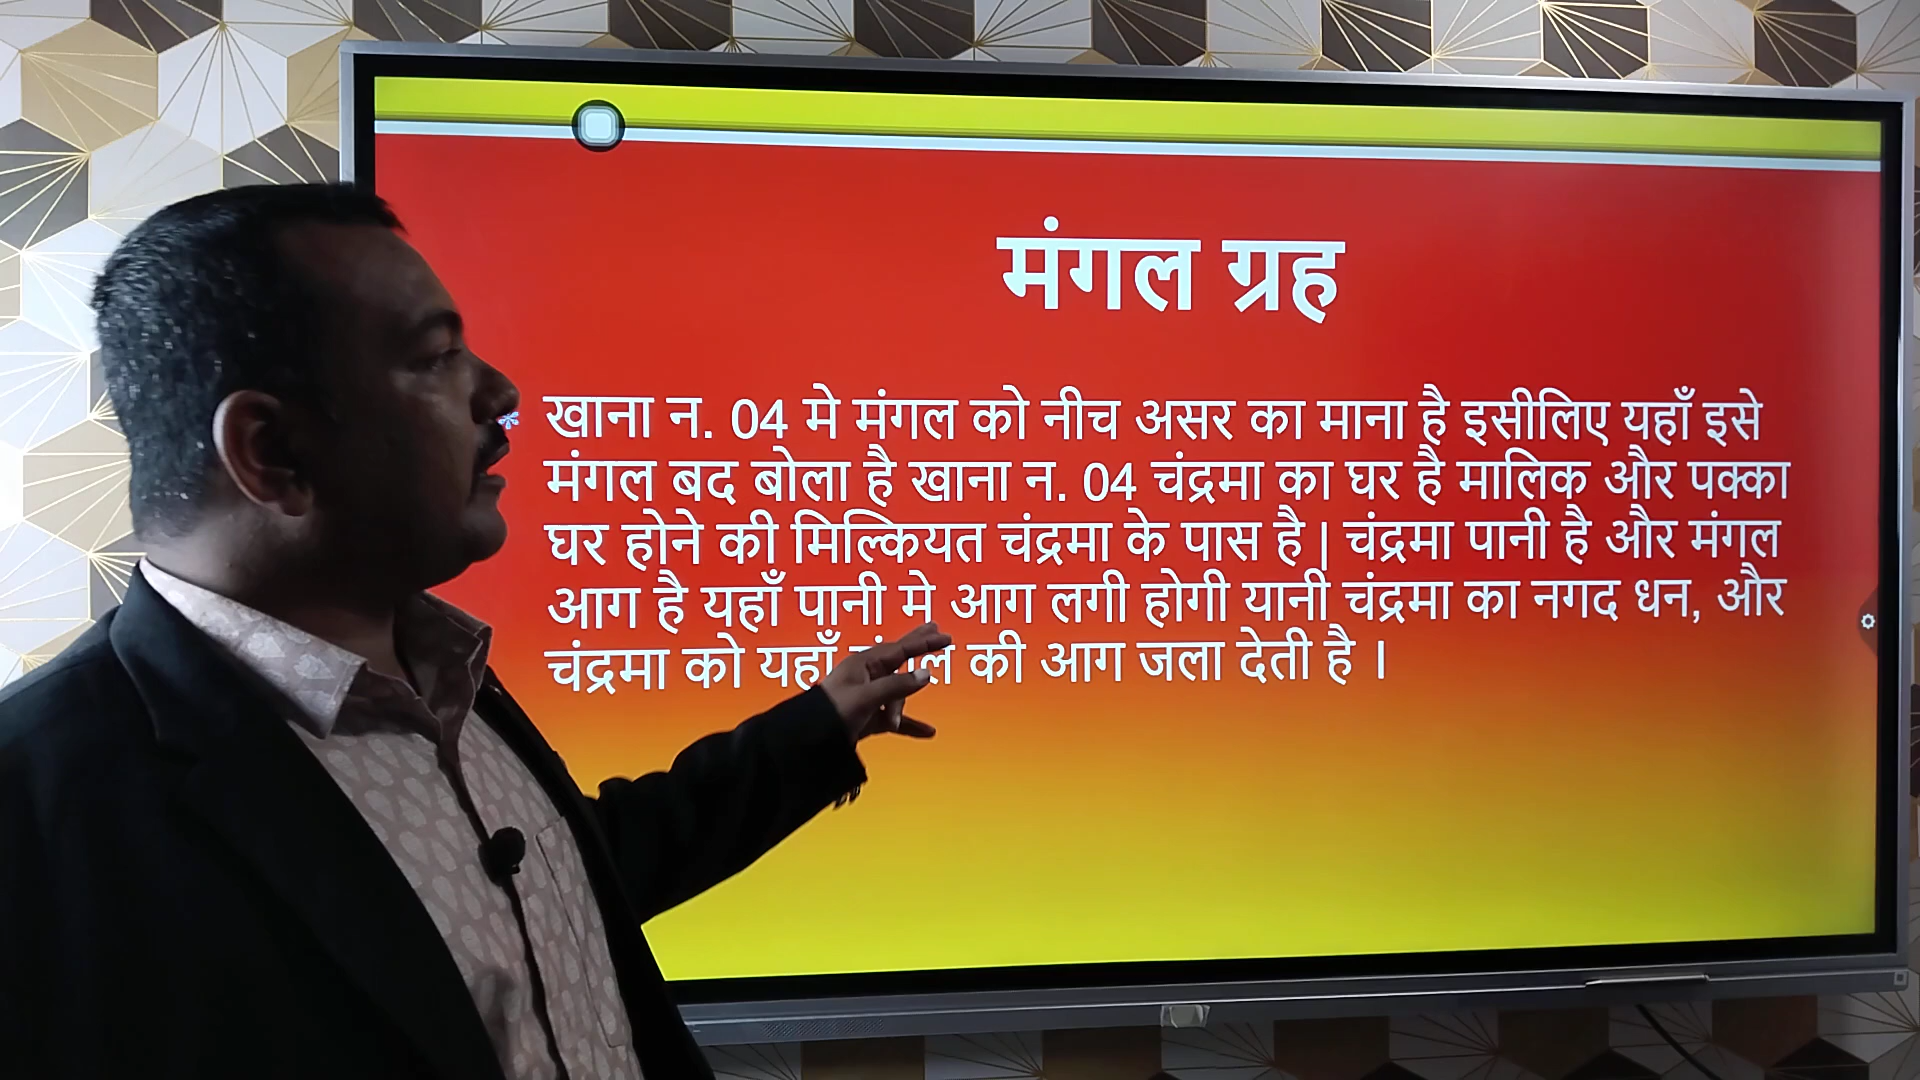 मंगल ग्रह
* खाना न. 04 मे मंगल को नीच असर का माना है इसीलिए यहाँ इसे
मंगल बद बोला है खाना न. 04 चंद्रमा का घर है मालिक और पक्का
घर होने की मिल्कियत चंद्रमा के पास है | चंद्रमा पानी है और मंगल
आग है यहाँ पानी मे आग लगी होगी यानी चंद्रमा का नगद धन, और
चंद्रमा को यहाँ की आग जला देती है ।